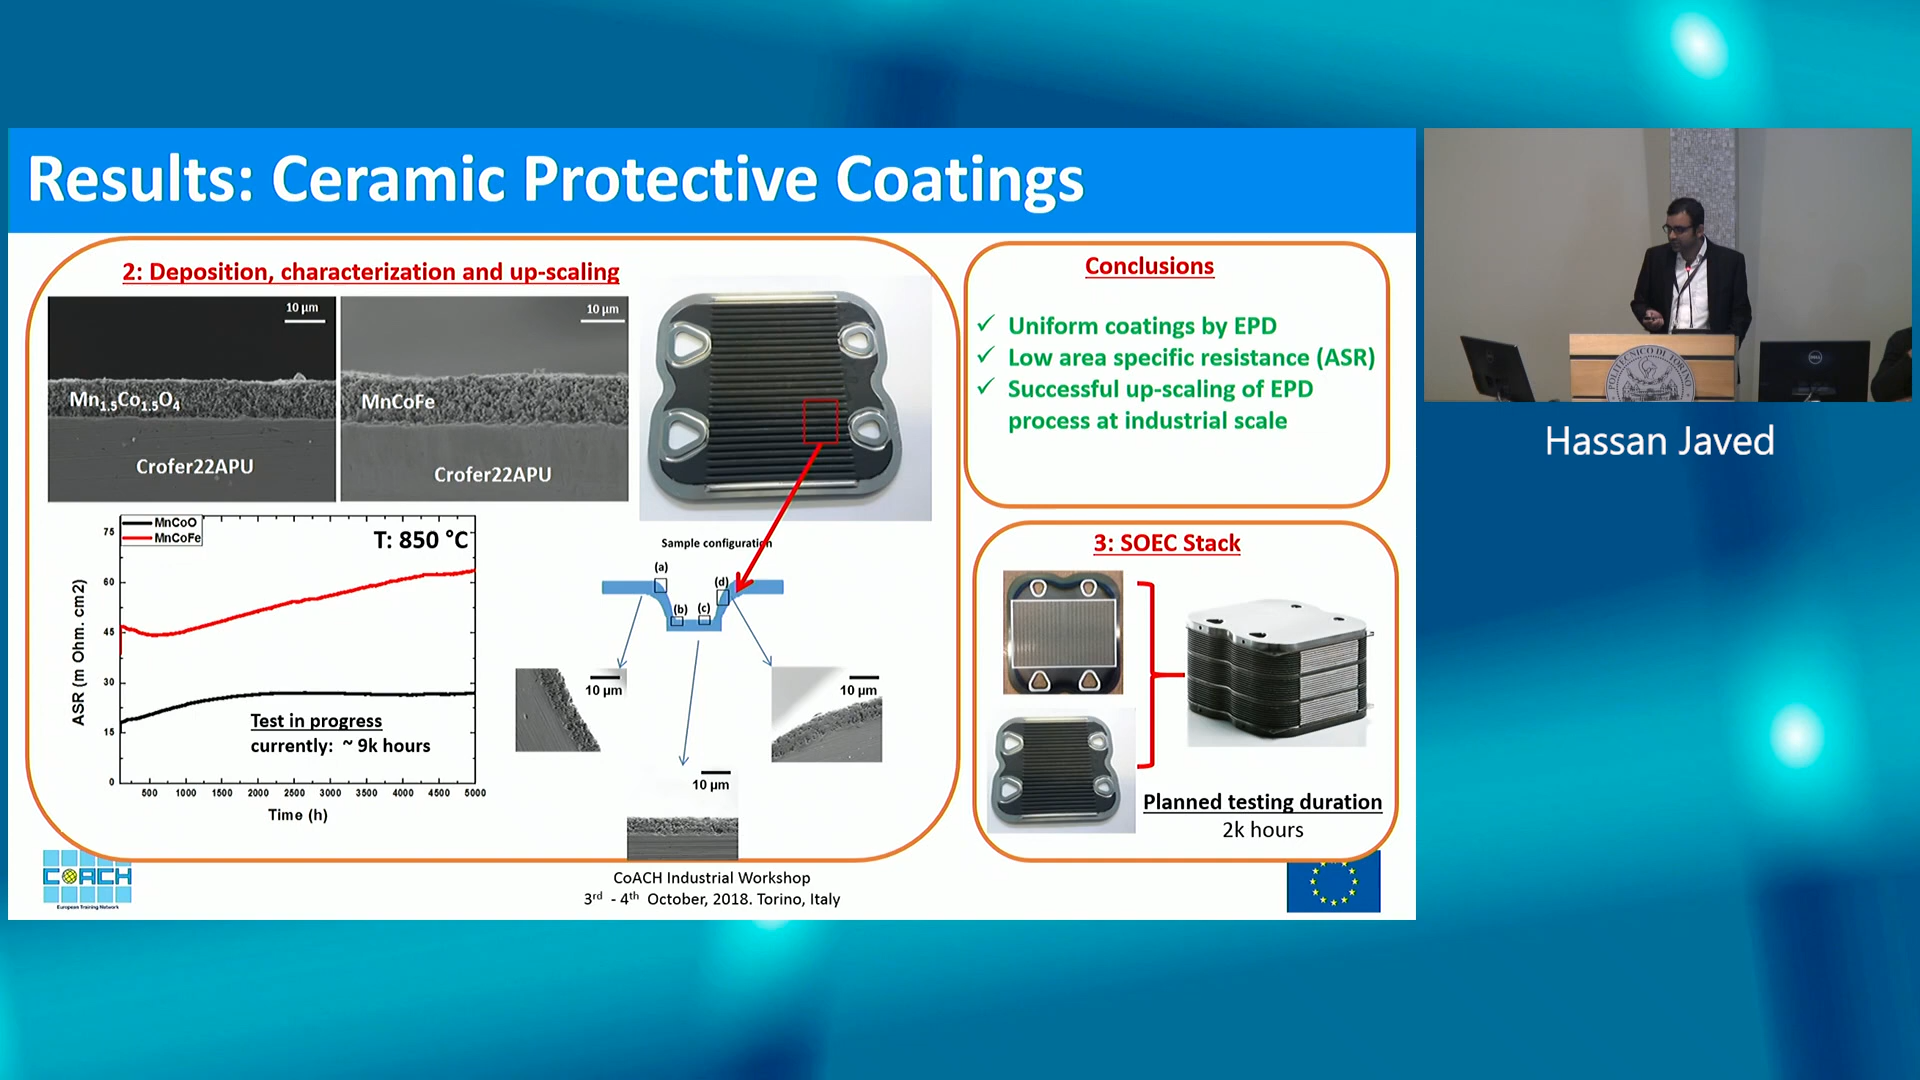 Results: Ceramic Protective Coatings
2: Deposition, characterization and up-scaling
10 µm
Mn1.5Co1.5O4
Crofer22APU
10 µm
MnCoFe
Crofer22APU
MnCoO
MnCoFe
T: 850 °C
ASR (m Ohm. cm2)
75
60
45
30
15
0
Test in progress
currently: ~ 9k hours
500 1000 1500 2000 2500 3000 3500 4000 4500 5000
Time (h)
Sample configuration
(a)
(b)
(c)
(d)
10 µm
10 µm
10 µm
Conclusions
✓ Uniform coatings by EPD
✓ Low area specific resistance (ASR)
✓ Successful up-scaling of EPD
process at industrial scale
3: SOEC Stack
Planned testing duration
2k hours
COACH
European Training Network
CoACH Industrial Workshop
3rd - 4th October, 2018. Torino, Italy
POLITECNICO DI TORINO
DELL
Hassan Javed